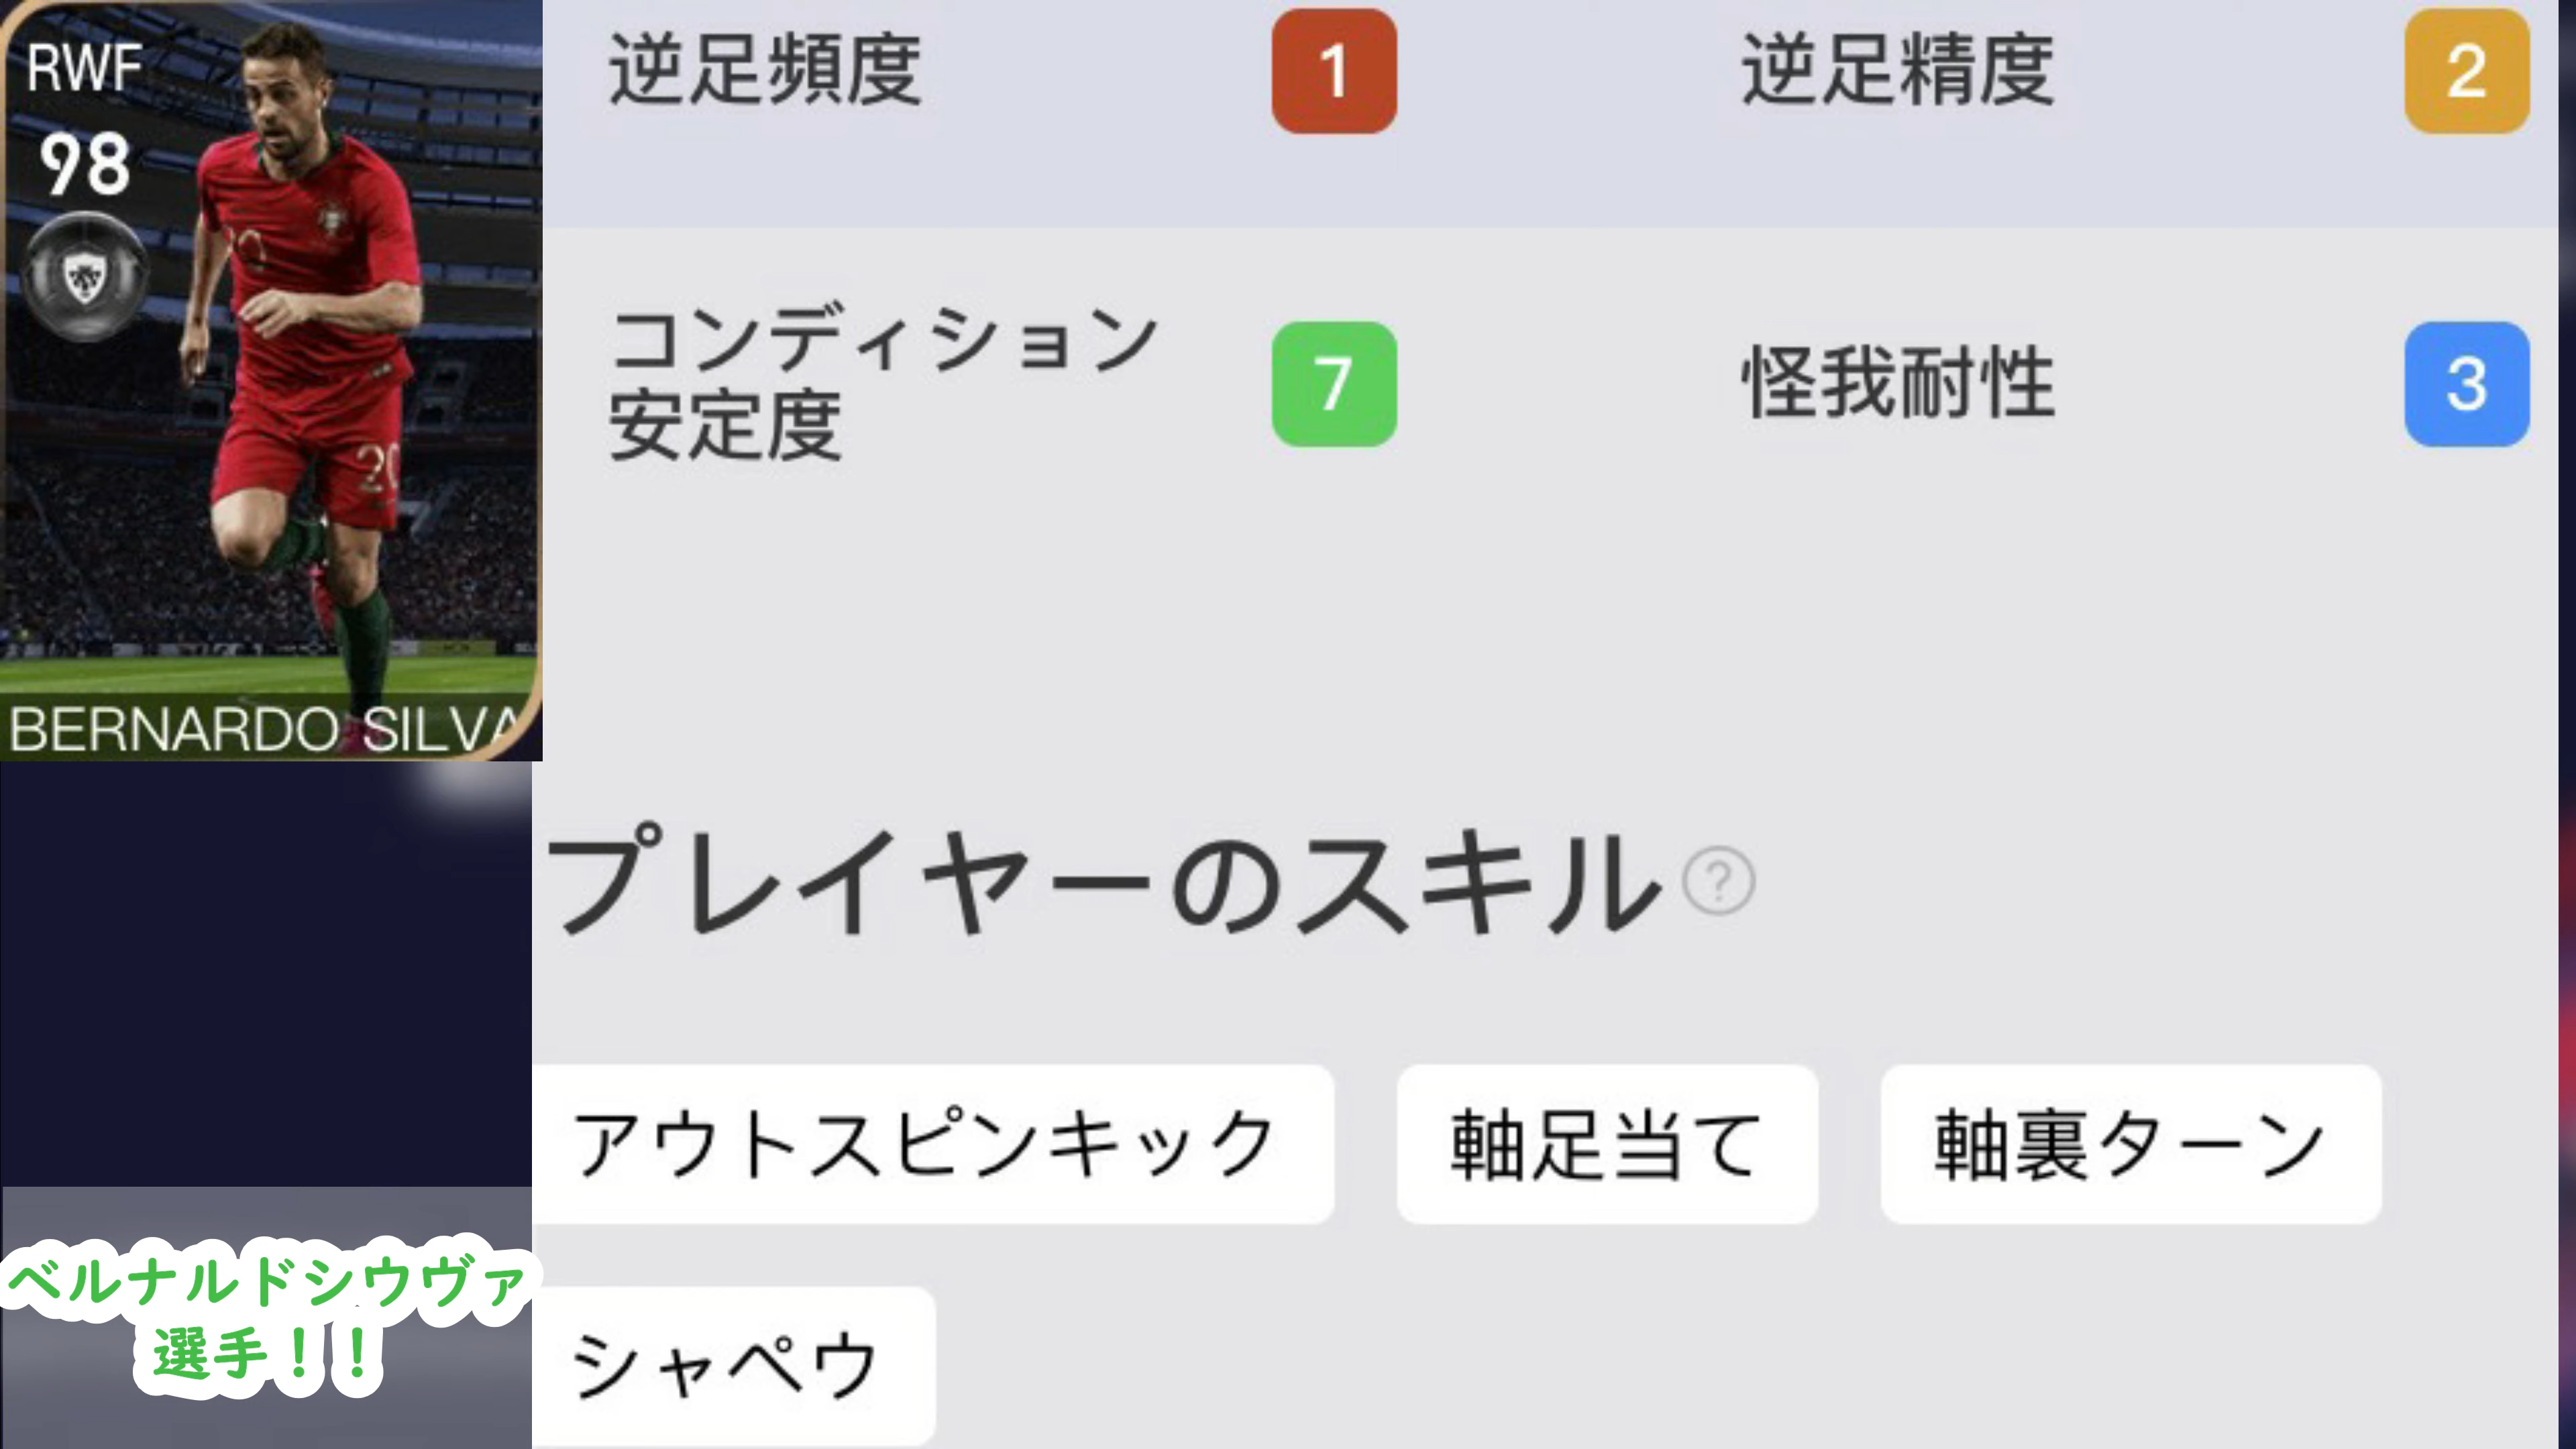 RWF
98
BERNARDO SILVA
20
逆足頻度 1 逆足精度 2
コンディション
安定度 7 怪我耐性 3
プレイヤーのスキル ?
アウトスピンキック 軸足当て 軸裏ターン
シャペウ
ベルナルドシウヴァ
選手！！